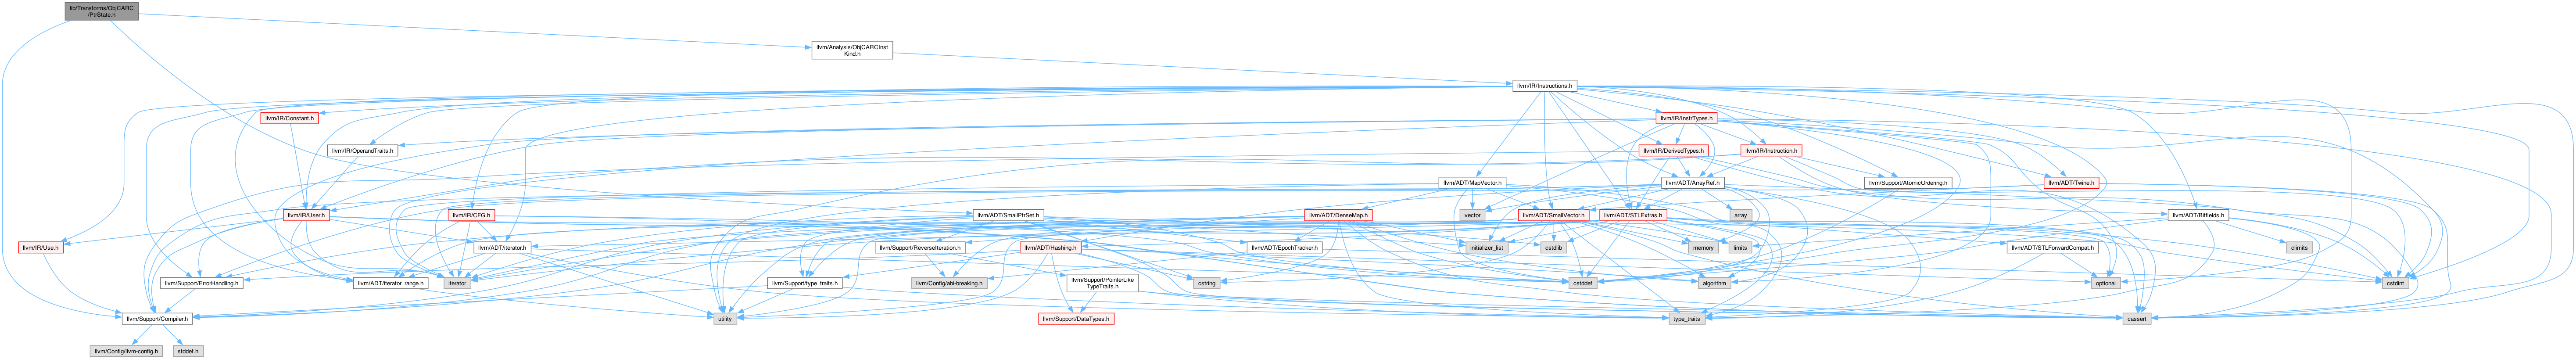 lib/Transforms/ObjCARC
/PtrState.h
llvm/Analysis/ObjCARCInst
Kind.h
llvm/IR/Instructions.h
llvm/IR/Constant.h
llvm/IR/InstrTypes.h
llvm/IR/OperandTraits.h
llvm/IR/DerivedTypes.h
llvm/IR/Instruction.h
llvm/ADT/MapVector.h
llvm/ADT/ArrayRef.h
llvm/Support/AtomicOrdering.h
llvm/ADT/Twine.h
llvm/IR/User.h
llvm/IR/CFG.h
llvm/ADT/SmallPtrSet.h
llvm/ADT/DenseMap.h
vector
llvm/ADT/SmallVector.h
llvm/ADT/STLExtras.h
array
llvm/ADT/Bitfields.h
llvm/IR/Use.h
llvm/ADT/iterator.h
llvm/Support/ReverseIteration.h
llvm/ADT/Hashing.h
llvm/ADT/EpochTracker.h
initializer_list
cstdlib
memory
limits
llvm/ADT/STLForwardCompat.h
climits
llvm/Support/ErrorHandling.h
llvm/ADT/iterator_range.h
iterator
llvm/Support/type_traits.h
llvm/Config/abi-breaking.h
llvm/Support/PointerLike
TypeTraits.h
cstring
cstddef
algorithm
optional
cstdint
llvm/Support/Compiler.h
utility
llvm/Support/DataTypes.h
type_traits
cassert
llvm/Config/llvm-config.h
stddef.h